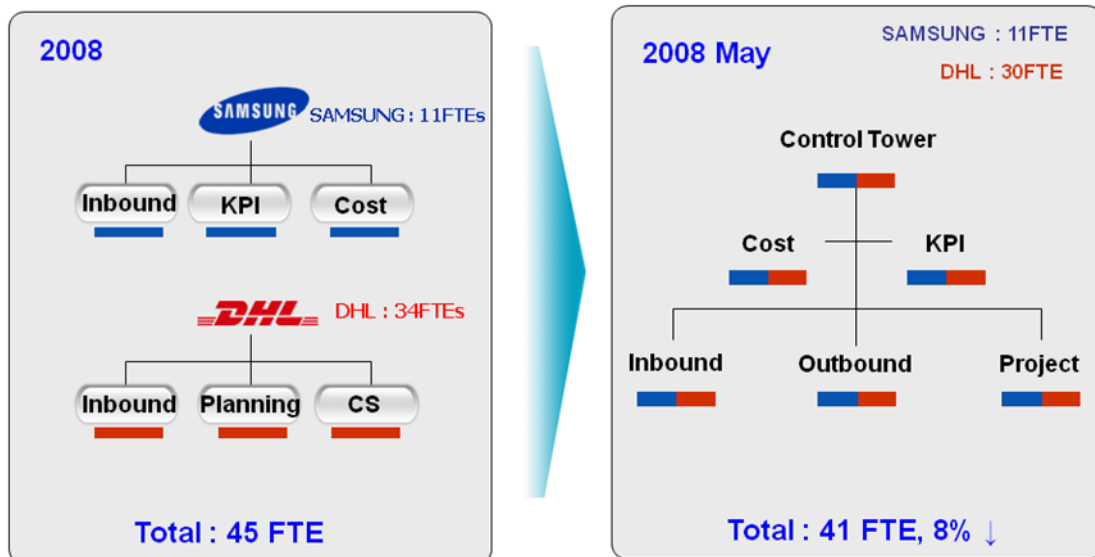 2008
SAMSUNG
SAMSUNG : 11FTEs
Inbound
KPI
Cost
DHL
DHL : 34FTEs
Inbound
Planning
CS
Total : 45 FTE
2008 May
SAMSUNG : 11FTE
DHL : 30FTE
Control Tower
Cost
KPI
Inbound
Outbound
Project
Total : 41 FTE, 8% ↓